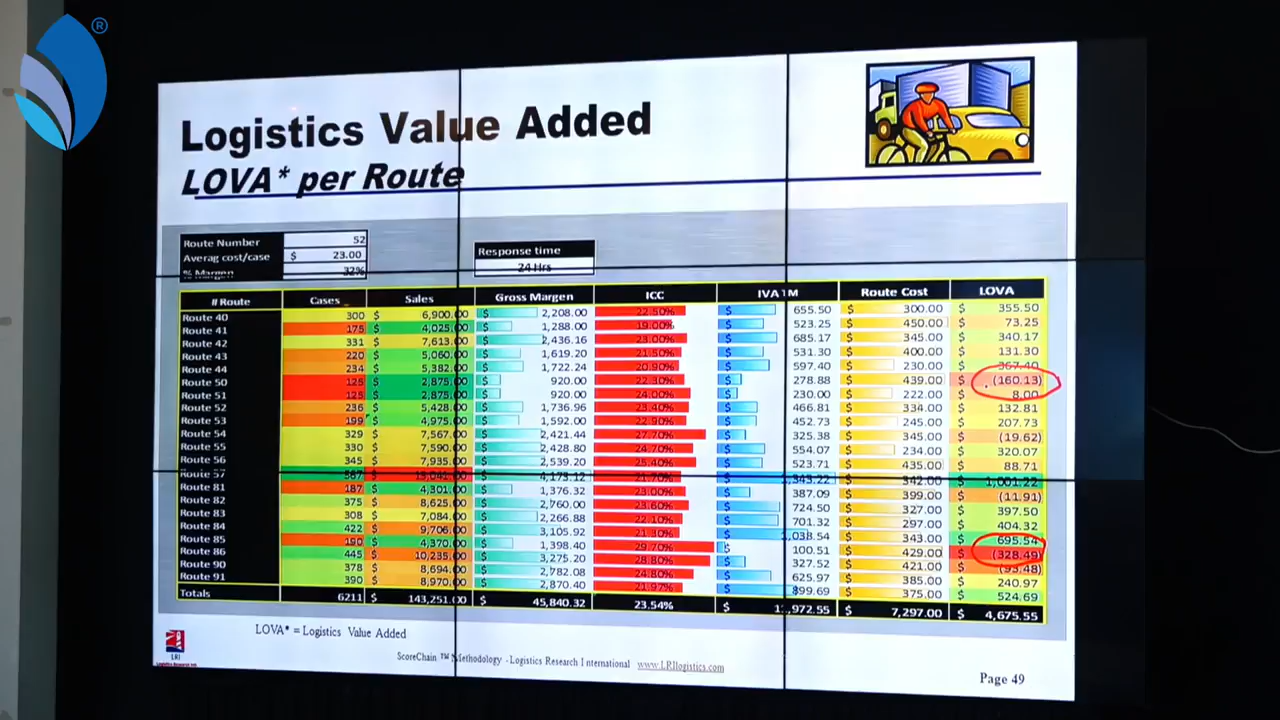 ®
Logistics Value Added
LOVA* per Route
Route Number 52
Averag cost/case $ 23.00
% Margen 32%
Response time
24 Hrs
# Route Cases Sales Gross Margen ICC IVA1M Route Cost LOVA
Route 40 300 $ 6,900.00 $ 2,208.00 22.50% $ 655.50 $ 300.00 $ 355.50
Route 41 175 $ 4,025.00 $ 1,288.00 19.00% $ 523.25 $ 450.00 $ 73.25
Route 42 331 $ 7,613.00 $ 2,436.16 23.00% $ 685.17 $ 345.00 $ 340.17
Route 43 220 $ 5,060.00 $ 1,619.20 21.50% $ 531.30 $ 400.00 $ 131.30
Route 44 234 $ 5,382.00 $ 1,722.24 20.90% $ 597.40 $ 230.00 $ 367.40
Route 50 125 $ 2,875.00 $ 920.00 22.30% $ 278.88 $ 439.00 $ (160.13)
Route 51 125 $ 2,875.00 $ 920.00 24.00% $ 230.00 $ 222.00 $ 8.00
Route 52 236 $ 5,428.00 $ 1,736.96 23.40% $ 466.81 $ 334.00 $ 132.81
Route 53 199 $ 4,975.00 $ 1,592.00 22.90% $ 452.73 $ 245.00 $ 207.73
Route 54 329 $ 7,567.00 $ 2,421.44 27.70% $ 325.38 $ 345.00 $ (19.62)
Route 55 330 $ 7,590.00 $ 2,428.80 24.70% $ 554.07 $ 234.00 $ 320.07
Route 56 345 $ 7,935.00 $ 2,539.20 25.40% $ 523.71 $ 435.00 $ 88.71
Route 57 567 $ 13,041.00 $ 4,173.12 21.70% $ 1,343.22 $ 342.00 $ 1,001.22
Route 81 187 $ 4,301.00 $ 1,376.32 23.00% $ 387.09 $ 399.00 $ (11.91)
Route 82 375 $ 8,625.00 $ 2,760.00 23.60% $ 724.50 $ 327.00 $ 397.50
Route 83 308 $ 7,084.00 $ 2,266.88 22.10% $ 701.32 $ 297.00 $ 404.32
Route 84 422 $ 9,706.00 $ 3,105.92 21.30% $ 1,038.54 $ 343.00 $ 695.54
Route 85 190 $ 4,370.00 $ 1,398.40 29.70% $ 100.51 $ 429.00 $ (328.49)
Route 86 445 $ 10,235.00 $ 3,275.20 28.80% $ 327.52 $ 421.00 $ (93.48)
Route 90 378 $ 8,694.00 $ 2,782.08 24.80% $ 625.97 $ 385.00 $ 240.97
Route 91 390 $ 8,970.00 $ 2,870.40 21.97% $ 899.69 $ 375.00 $ 524.69
Totals 6211 $ 143,251.00 $ 45,840.32 23.54% $ 11,972.55 $ 7,297.00 $ 4,675.55
LOVA* = Logistics Value Added
LRI
Logistics Research Intl.
ScoreChain ™ Methodology - Logistics Research International www.LRIlogistics.com
Page 49